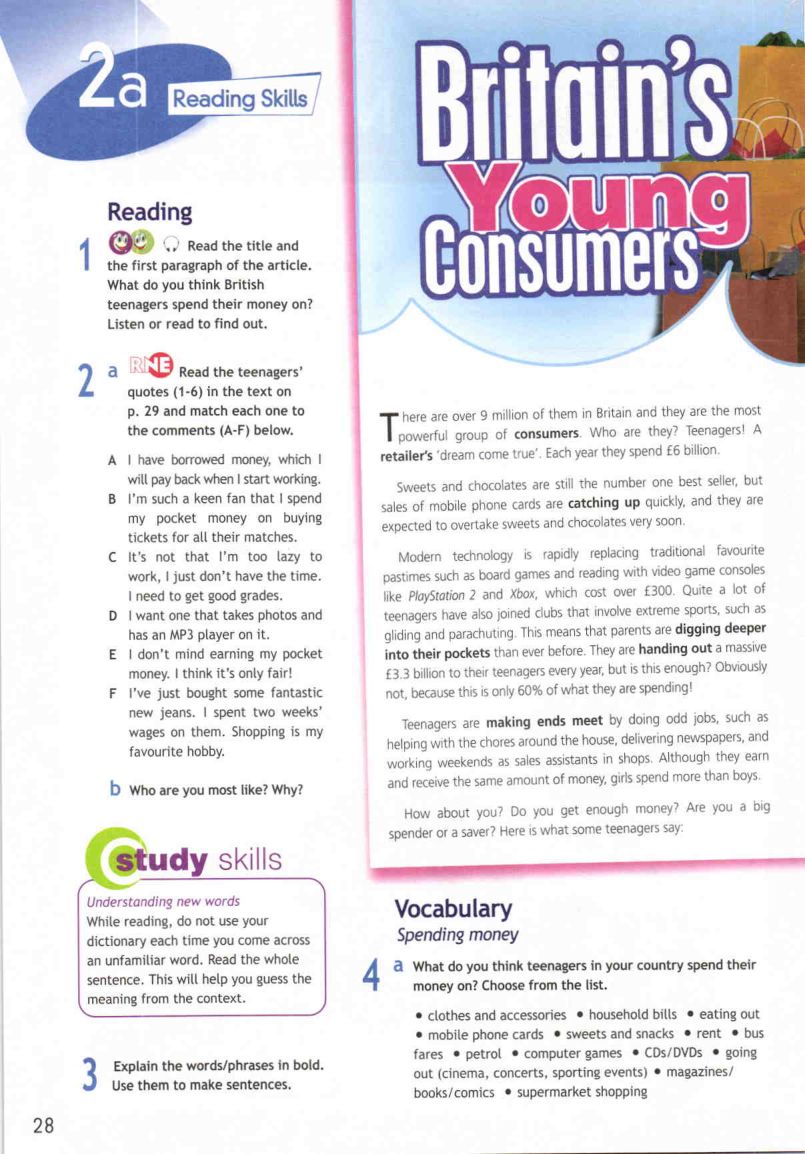 2a Reading Skills
Reading
1 Read the title and
the first paragraph of the article.
What do you think British
teenagers spend their money on?
Listen or read to find out.
2 a RNE Read the teenagers'
quotes (1-6) in the text on
p. 29 and match each one to
the comments (A-F) below.
A I have borrowed money, which I
will pay back when I start working.
B I'm such a keen fan that I spend
my pocket money on buying
tickets for all their matches.
C It's not that I'm too lazy to
work, I just don't have the time.
I need to get good grades.
D I want one that takes photos and
has an MP3 player on it.
E I don't mind earning my pocket
money. I think it's only fair!
F I've just bought some fantastic
new jeans. I spent two weeks'
wages on them. Shopping is my
favourite hobby.
b Who are you most like? Why?
study skills
Understanding new words
While reading, do not use your
dictionary each time you come across
an unfamiliar word. Read the whole
sentence. This will help you guess the
meaning from the context.
3 Explain the words/phrases in bold.
Use them to make sentences.
28
Britain's
Young
Consumers
There are over 9 million of them in Britain and they are the most
powerful group of consumers. Who are they? Teenagers! A
retailer's 'dream come true'. Each year they spend £6 billion.
Sweets and chocolates are still the number one best seller, but
sales of mobile phone cards are catching up quickly, and they are
expected to overtake sweets and chocolates very soon.
Modern technology is rapidly replacing traditional favourite
pastimes such as board games and reading with video game consoles
like PlayStation 2 and Xbox, which cost over £300. Quite a lot of
teenagers have also joined clubs that involve extreme sports, such as
gliding and parachuting. This means that parents are digging deeper
into their pockets than ever before. They are handing out a massive
£3.3 billion to their teenagers every year, but is this enough? Obviously
not, because this is only 60% of what they are spending!
Teenagers are making ends meet by doing odd jobs, such as
helping with the chores around the house, delivering newspapers, and
working weekends as sales assistants in shops. Although they earn
and receive the same amount of money, girls spend more than boys.
How about you? Do you get enough money? Are you a big
spender or a saver? Here is what some teenagers say:
Vocabulary
Spending money
4 a What do you think teenagers in your country spend their
money on? Choose from the list.
• clothes and accessories • household bills • eating out
• mobile phone cards • sweets and snacks • rent • bus
fares • petrol • computer games • CDs/DVDs • going
out (cinema, concerts, sporting events) • magazines/
books/comics • supermarket shopping